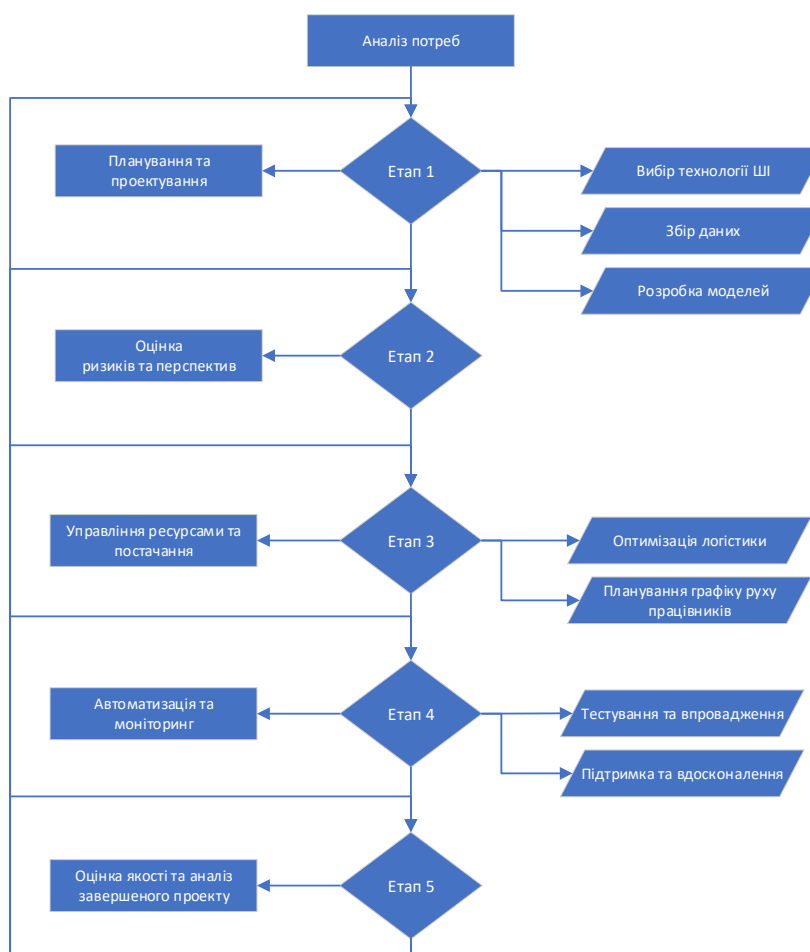 Аналіз потреб
Планування та
проектування
Етап 1
Вибір технології ШІ
Збір даних
Розробка моделей
Оцінка
ризиків та перспектив
Етап 2
Управління ресурсами та
постачання
Етап 3
Оптимізація логістики
Планування графіку руху
працівників
Автоматизація та
моніторинг
Етап 4
Тестування та впровадження
Підтримка та вдосконалення
Оцінка якості та аналіз
завершеного проекту
Етап 5